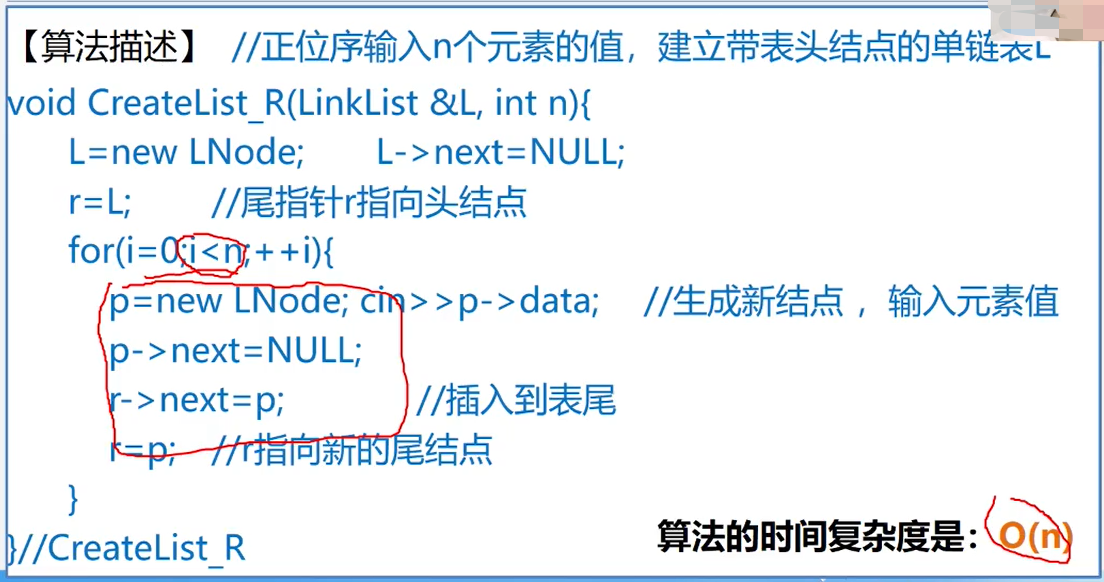 【算法描述】 //正位序输入n个元素的值，建立带表头结点的单链表L
void CreateList_R(LinkList &L, int n){
L=new LNode; L->next=NULL;
r=L; //尾指针r指向头结点
for(i=0;i<n;++i){
p=new LNode; cin>>p->data; //生成新结点 ，输入元素值
p->next=NULL;
r->next=p; //插入到表尾
r=p; //r指向新的尾结点
}
}//CreateList_R
算法的时间复杂度是：O(n)